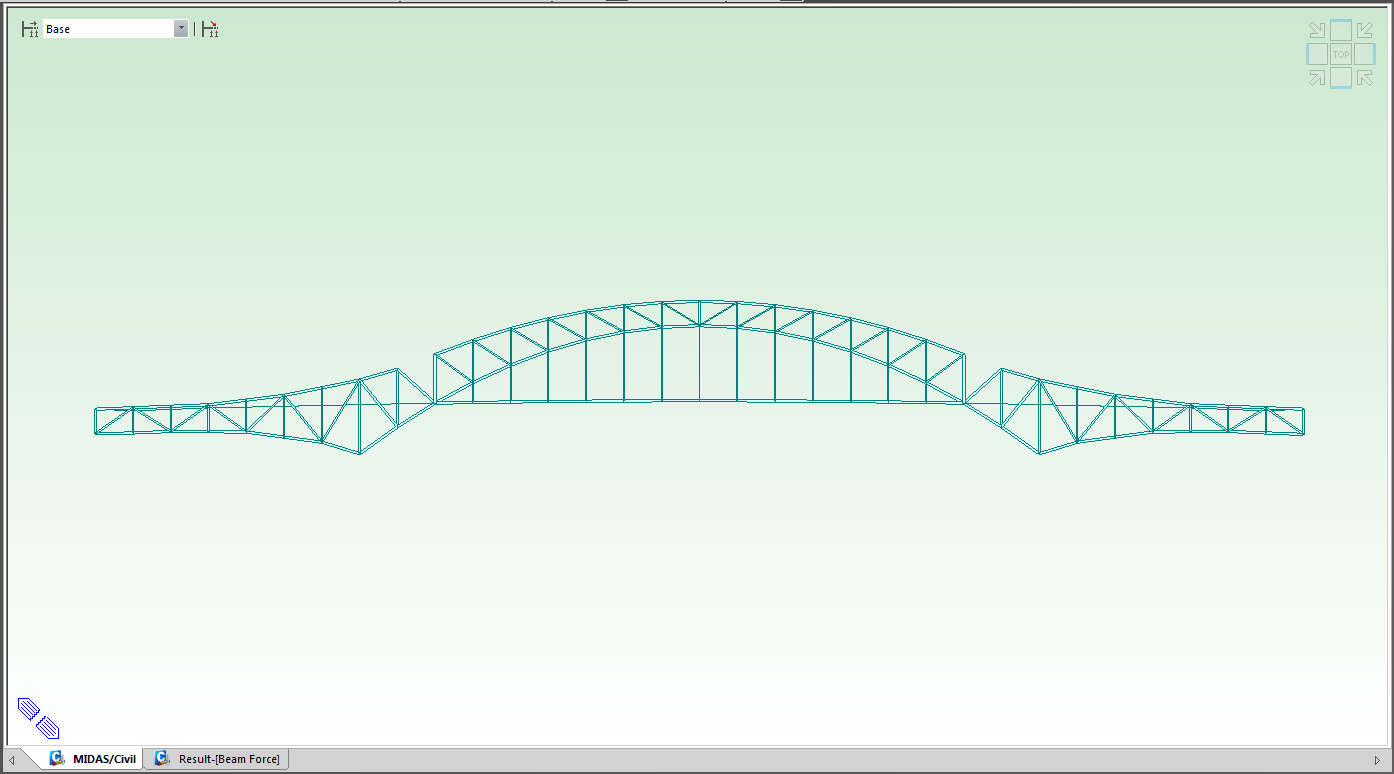 Base
TOP
MIDAS/Civil
Result-[Beam Force]